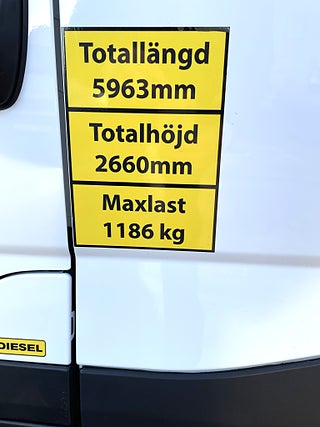 Totallängd
5963mm
Totalhöjd
2660mm
Maxlast
1186 kg
DIESEL